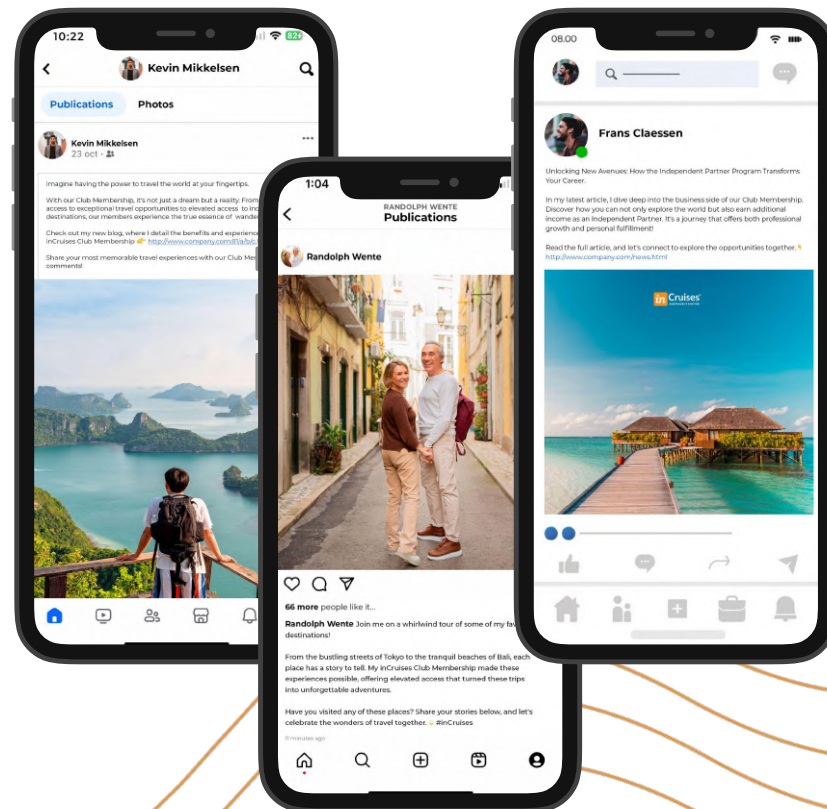 10:22
82
Kevin Mikkelsen
Publications Photos
Kevin Mikkelsen
23 oct
Imagine having the power to travel the world at your fingertips.
With our Club Membership, it's not just a dream but a reality. From
access to exceptional travel opportunities to elevated access to
destinations, our members experience the true essence of
Check out my new blog, where I detail the benefits and
inCruises Club Membership 👉 http://www.company.com
Share your most memorable travel experiences with our Club
comments!
1:04
RANDOLPH WENTE
Publications
Randolph Wente
66 more people like it...
Randolph Wente Join me on a whirlwind tour of some of my
destinations!
From the bustling streets of Tokyo to the tranquil beaches of Bali, each
place has a story to tell. My inCruises Club Membership made these
experiences possible, offering elevated access that turned these trips
into unforgettable adventures.
Have you visited any of these places? Share your stories below, and let's
celebrate the wonders of travel together. 👇 #inCruises
minutes ago
08.00
Frans Claessen
Unlocking New Avenues: How the Independent Partner Program Transforms
Your Career.
In my latest article, I dive deep into the business side of our Club Membership.
Discover how you can not only explore the world but also earn additional
income as an Independent Partner. It's a journey that offers both professional
growth and personal fulfillment!
Read the full article, and let's connect to explore the opportunities together. 👇
http://www.company.com/news.html
inCruises